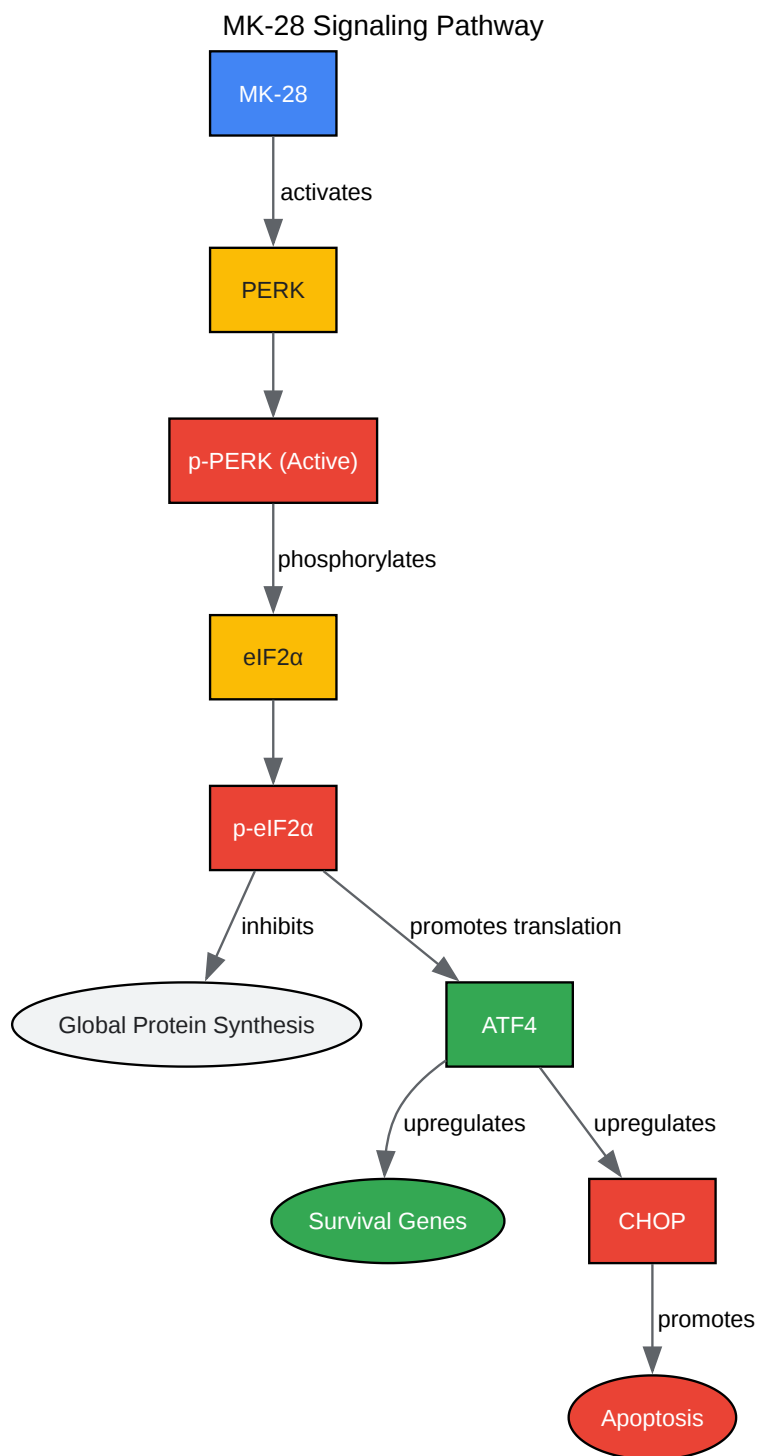 MK-28 Signaling Pathway
MK-28
activates
PERK
p-PERK (Active)
phosphorylates
eIF2α
p-eIF2α
inhibits
promotes translation
Global Protein Synthesis
ATF4
upregulates
upregulates
Survival Genes
CHOP
promotes
Apoptosis